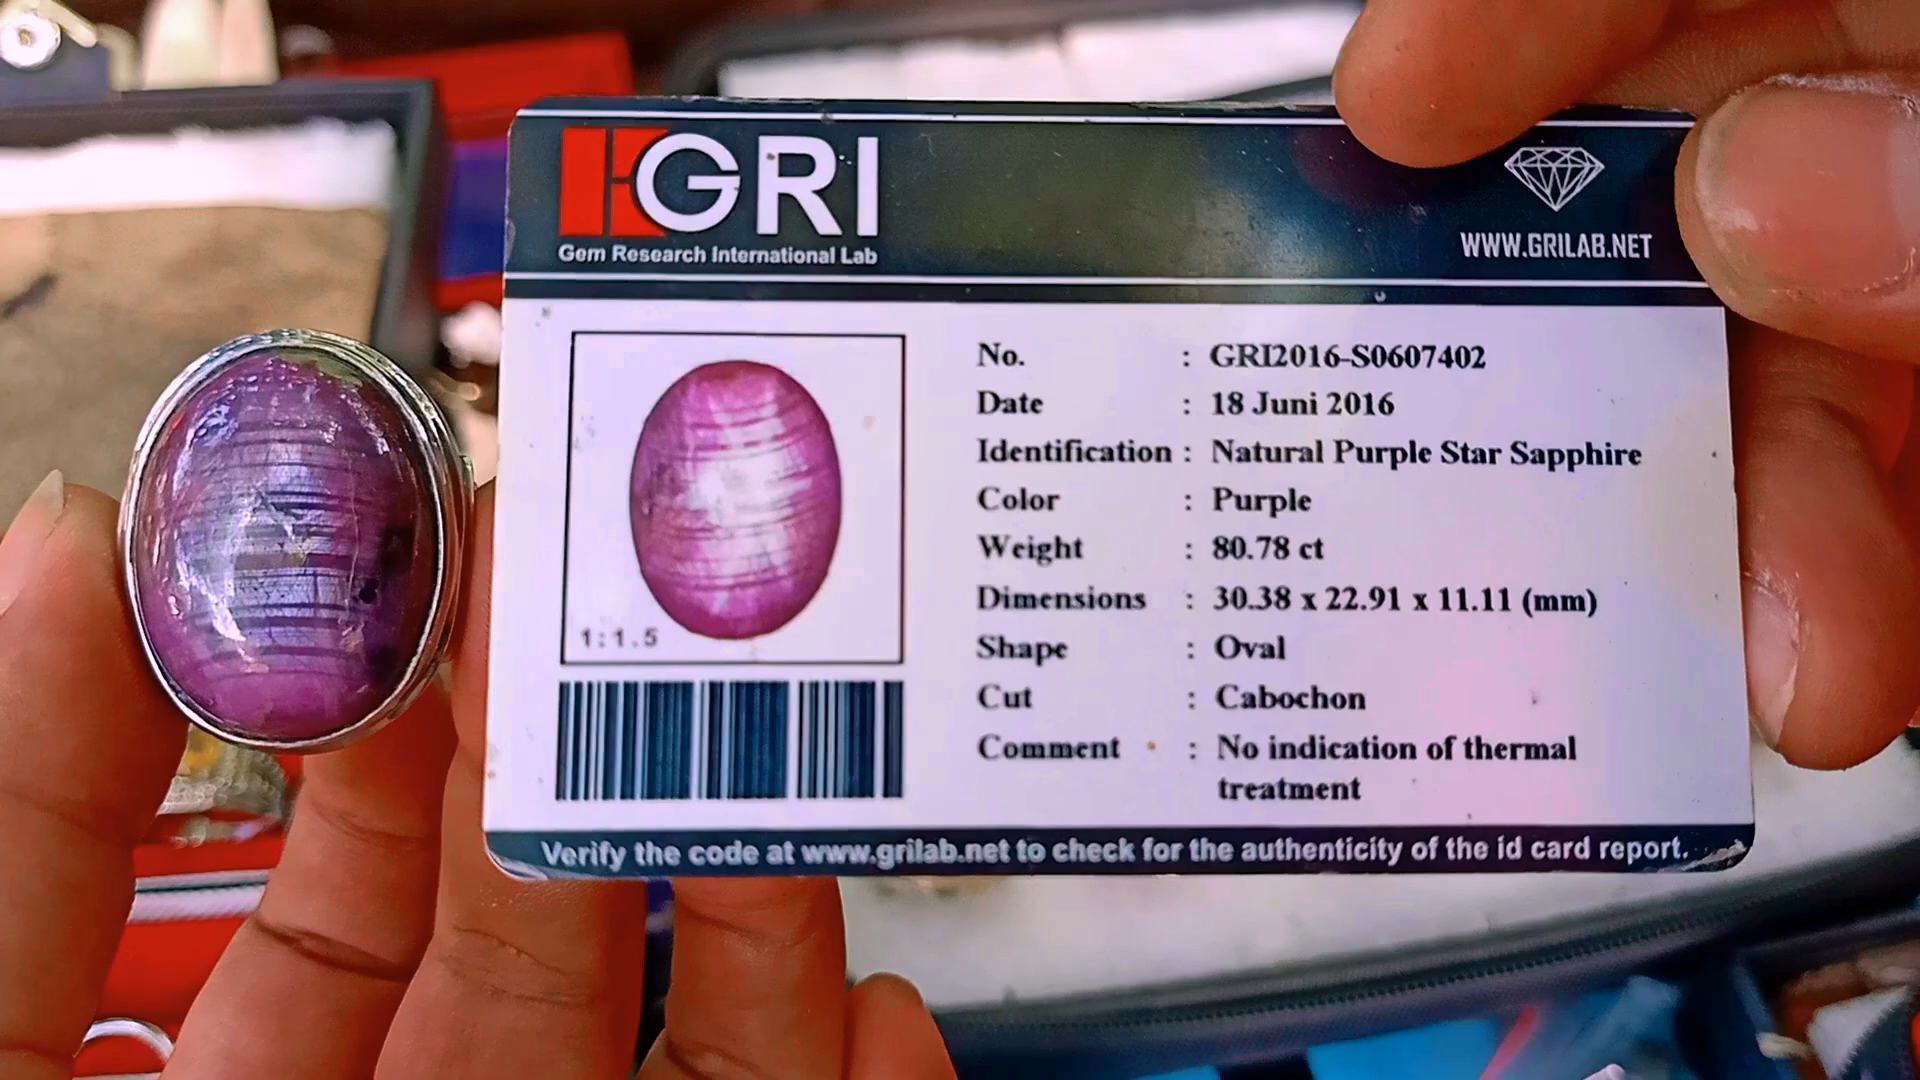 GRI
Gem Research International Lab
WWW.GRILAB.NET
No. : GRI2016-S0607402
Date : 18 Juni 2016
Identification : Natural Purple Star Sapphire
Color : Purple
Weight : 80.78 ct
Dimensions : 30.38 x 22.91 x 11.11 (mm)
Shape : Oval
Cut : Cabochon
Comment : No indication of thermal
treatment
1:1.5
Verify the code at www.grilab.net to check for the authenticity of the id card report.